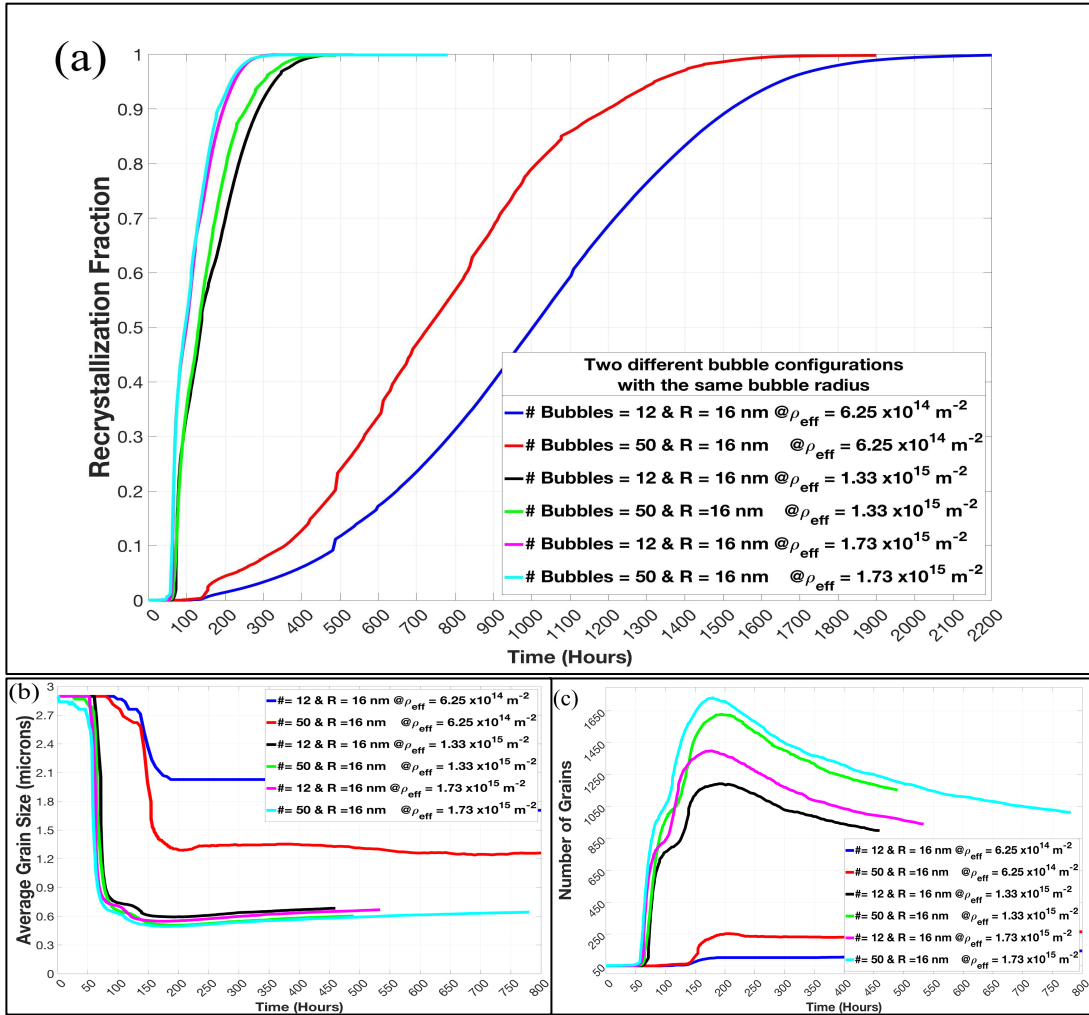 (a)
1
0.9
0.8
0.7
0.6
0.5
0.4
0.3
0.2
0.1
0
Recrystallization Fraction
Two different bubble configurations
with the same bubble radius
# Bubbles = 12 & R = 16 nm @ρeff = 6.25 x10^14 m^-2
# Bubbles = 50 & R = 16 nm @ρeff = 6.25 x10^14 m^-2
# Bubbles = 12 & R = 16 nm @ρeff = 1.33 x10^15 m^-2
# Bubbles = 50 & R =16 nm @ρeff = 1.33 x10^15 m^-2
# Bubbles = 12 & R = 16 nm @ρeff = 1.73 x10^15 m^-2
# Bubbles = 50 & R = 16 nm @ρeff = 1.73 x10^15 m^-2
0 100 200 300 400 500 600 700 800 900 1000 1100 1200 1300 1400 1500 1600 1700 1800 1900 2000 2100 2200
Time (Hours)
(b)
3
2.7
2.4
2.1
1.8
1.5
1.2
0.9
0.6
0.3
0
Average Grain Size (microns)
#= 12 & R = 16 nm @ρeff = 6.25 x10^14 m^-2
#= 50 & R =16 nm @ρeff = 6.25 x10^14 m^-2
#= 12 & R = 16 nm @ρeff = 1.33 x10^15 m^-2
#= 50 & R =16 nm @ρeff = 1.33 x10^15 m^-2
#= 12 & R = 16 nm @ρeff = 1.73 x10^15 m^-2
#= 50 & R =16 nm @ρeff = 1.73 x10^15 m^-2
0 50 100 150 200 250 300 350 400 450 500 550 600 650 700 750 800
Time (Hours)
(c)
1650
1450
1250
1050
850
650
450
250
50
Number of Grains
#= 12 & R = 16 nm @ρeff = 6.25 x10^14 m^-2
#= 50 & R =16 nm @ρeff = 6.25 x10^14 m^-2
#= 12 & R = 16 nm @ρeff = 1.33 x10^15 m^-2
#= 50 & R =16 nm @ρeff = 1.33 x10^15 m^-2
#= 12 & R = 16 nm @ρeff = 1.73 x10^15 m^-2
#= 50 & R =16 nm @ρeff = 1.73 x10^15 m^-2
0 50 100 150 200 250 300 350 400 450 500 550 600 650 700 750 800
Time (Hours)